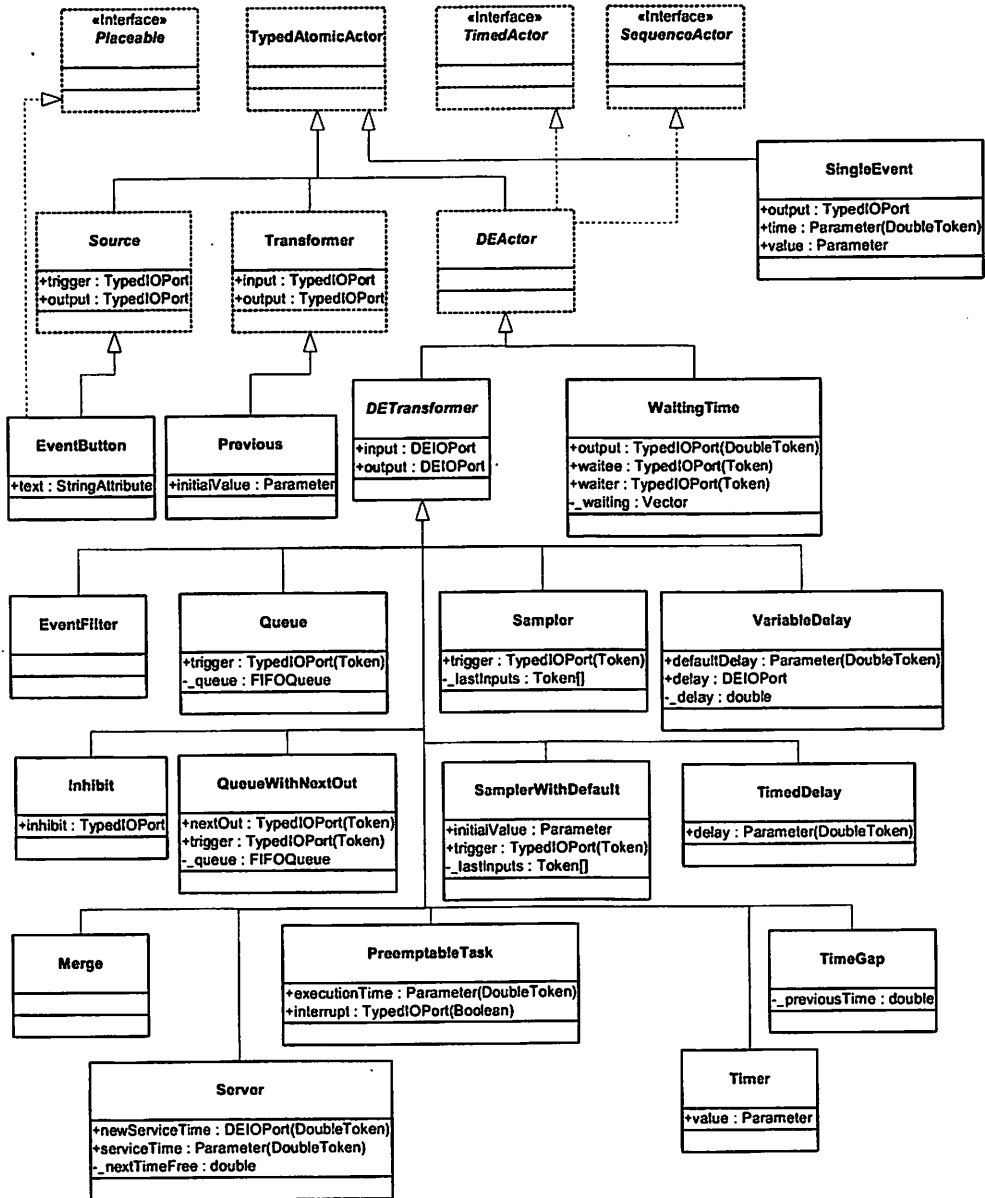 «Interface»
Placeable
TypedAtomicActor
«Interface»
TimedActor
«Interface»
SequenceActor
SingleEvent
+output : TypedIOPort
+time : Parameter(DoubleToken)
+value : Parameter
Source
+trigger : TypedIOPort
+output : TypedIOPort
Transformer
+input : TypedIOPort
+output : TypedIOPort
DEActor
EventButton
+text : StringAttribute
Previous
+initialValue : Parameter
DETransformer
+input : DEIOPort
+output : DEIOPort
WaitingTime
+output : TypedIOPort(DoubleToken)
+waitee : TypedIOPort(Token)
+waiter : TypedIOPort(Token)
-_waiting : Vector
EventFilter
Queue
+trigger : TypedIOPort(Token)
-_queue : FIFOQueue
Sampler
+trigger : TypedIOPort(Token)
-_lastInputs : Token[]
VariableDelay
+defaultDelay : Parameter(DoubleToken)
+delay : DEIOPort
-_delay : double
Inhibit
+inhibit : TypedIOPort
QueueWithNextOut
+nextOut : TypedIOPort(Token)
+trigger : TypedIOPort(Token)
-_queue : FIFOQueue
SamplerWithDefault
+initialValue : Parameter
+trigger : TypedIOPort(Token)
-_lastInputs : Token[]
TimedDelay
+delay : Parameter(DoubleToken)
Merge
PreemptableTask
+executionTime : Parameter(DoubleToken)
+interrupt : TypedIOPort(Boolean)
TimeGap
-_previousTime : double
Server
+newServiceTime : DEIOPort(DoubleToken)
+serviceTime : Parameter(DoubleToken)
-_nextTimeFree : double
Timer
+value : Parameter